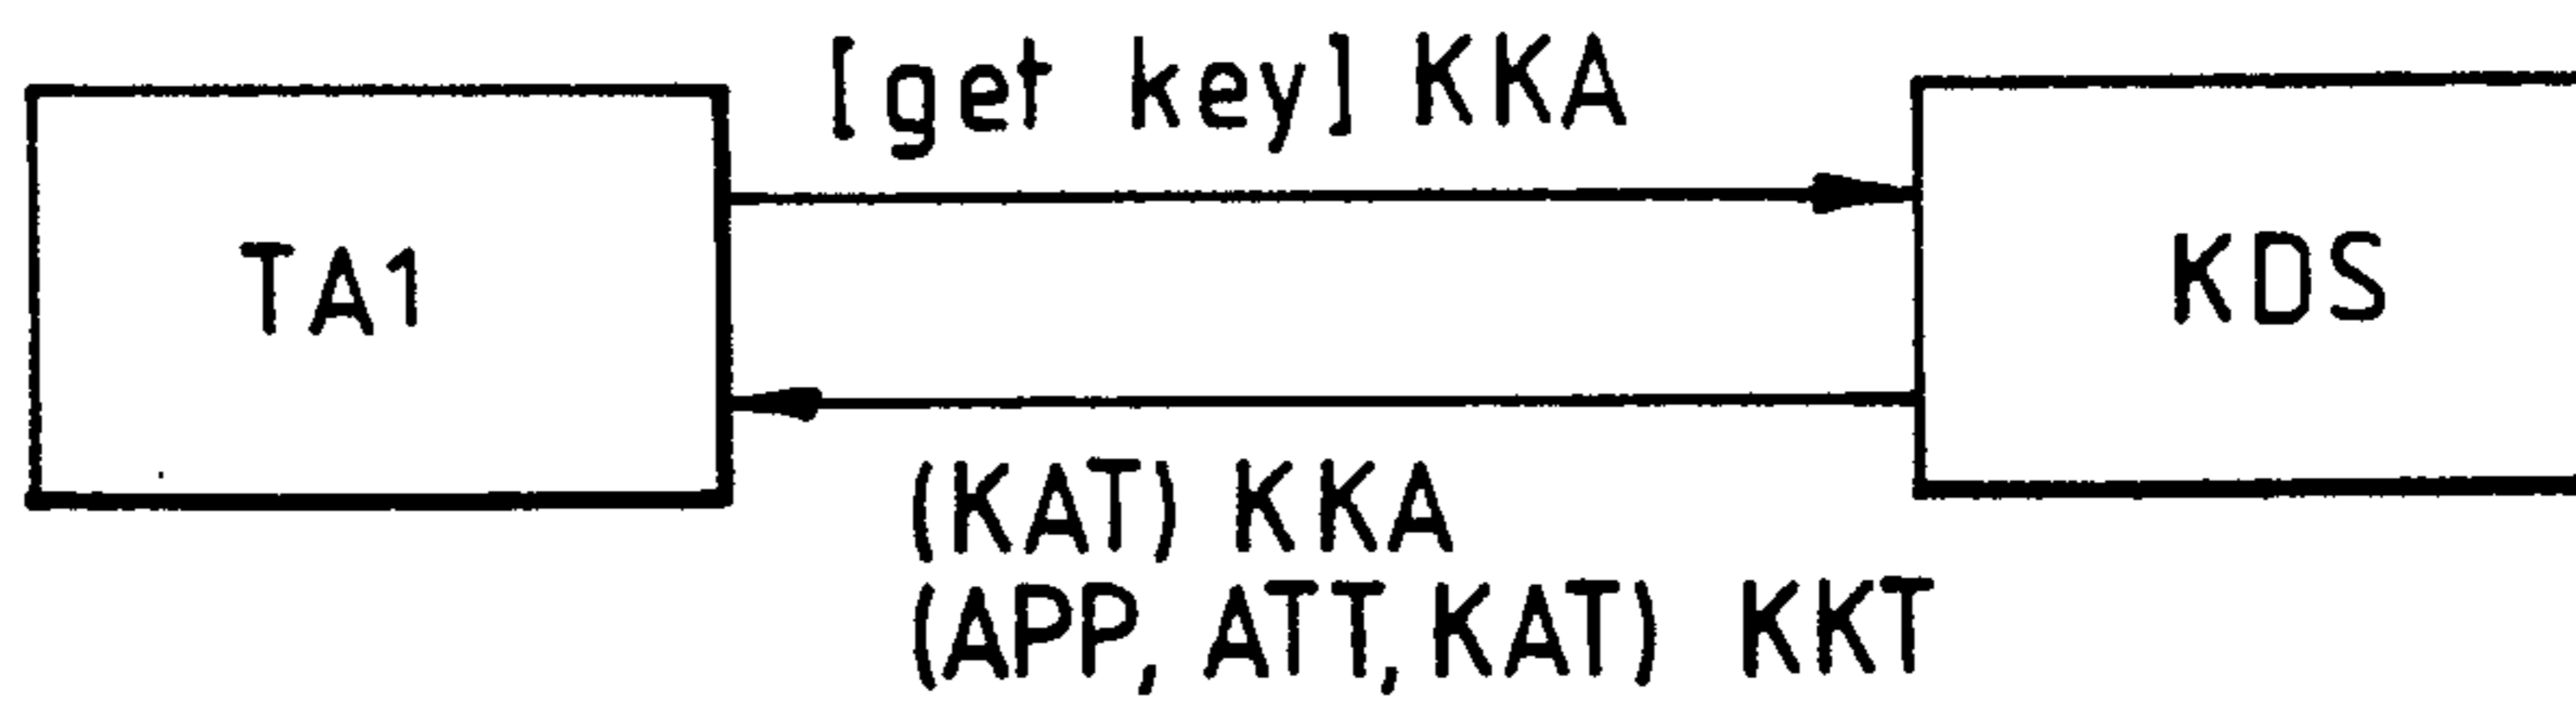 [get key] KKA
TA1
KDS
(KAT) KKA
(APP, ATT, KAT) KKT